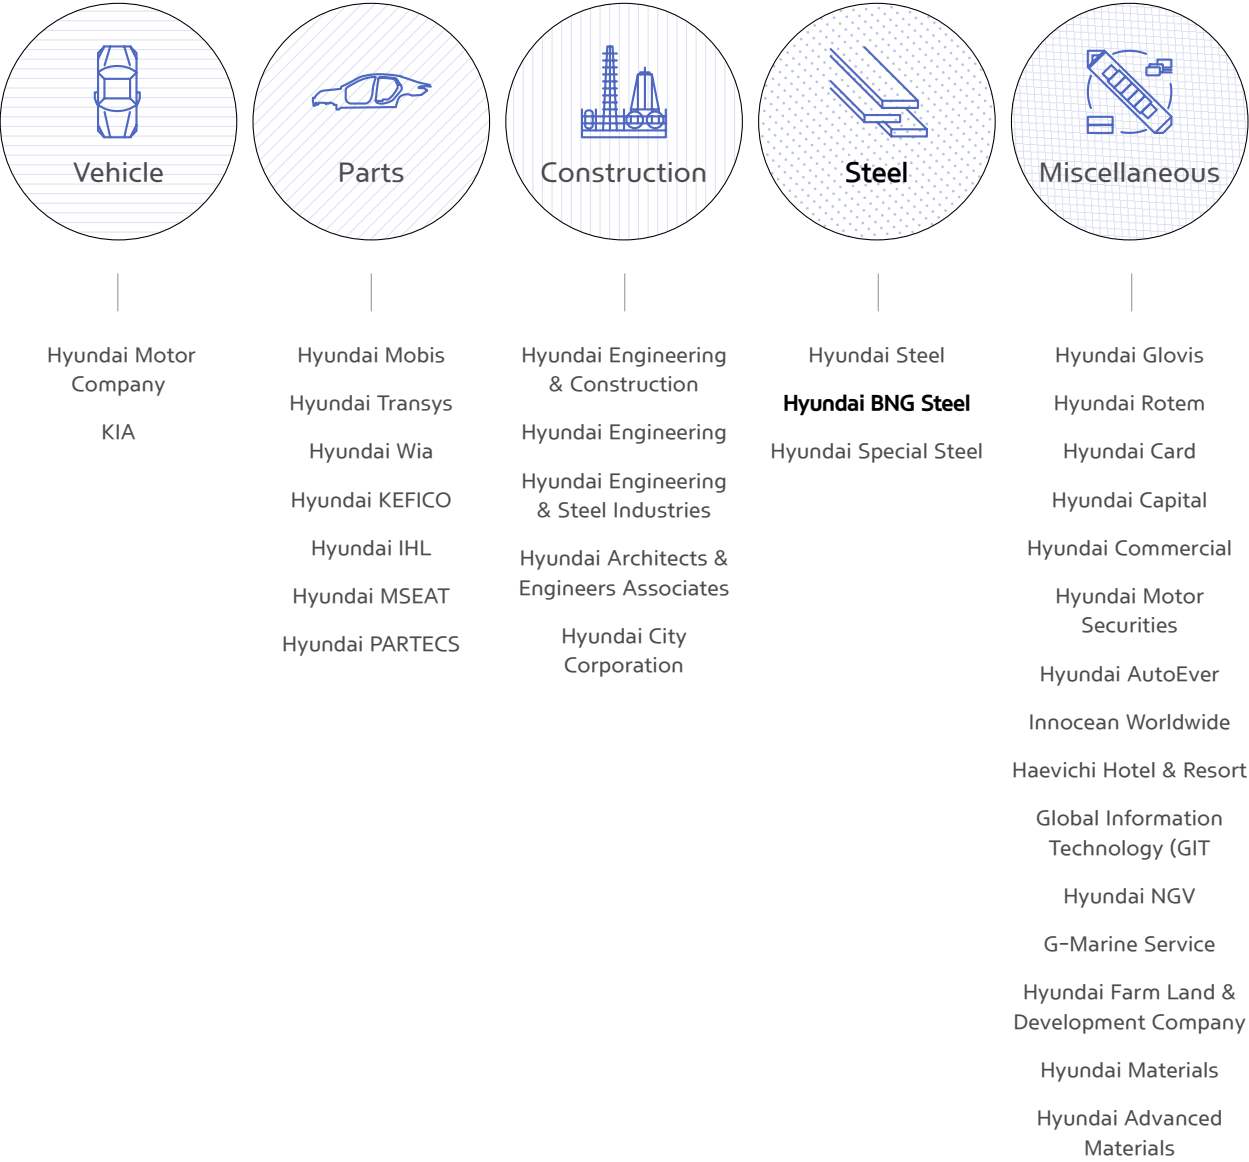 Vehicle
Parts
Construction
Steel
Miscellaneous
Hyundai Motor
Company
KIA
Hyundai Mobis
Hyundai Transys
Hyundai Wia
Hyundai KEFICO
Hyundai IHL
Hyundai MSEAT
Hyundai PARTECS
Hyundai Engineering
& Construction
Hyundai Engineering
Hyundai Engineering
& Steel Industries
Hyundai Architects &
Engineers Associates
Hyundai City
Corporation
Hyundai Steel
Hyundai BNG Steel
Hyundai Special Steel
Hyundai Glovis
Hyundai Rotem
Hyundai Card
Hyundai Capital
Hyundai Commercial
Hyundai Motor
Securities
Hyundai AutoEver
Innocean Worldwide
Haevichi Hotel & Resort
Global Information
Technology (GIT
Hyundai NGV
G-Marine Service
Hyundai Farm Land &
Development Company
Hyundai Materials
Hyundai Advanced
Materials